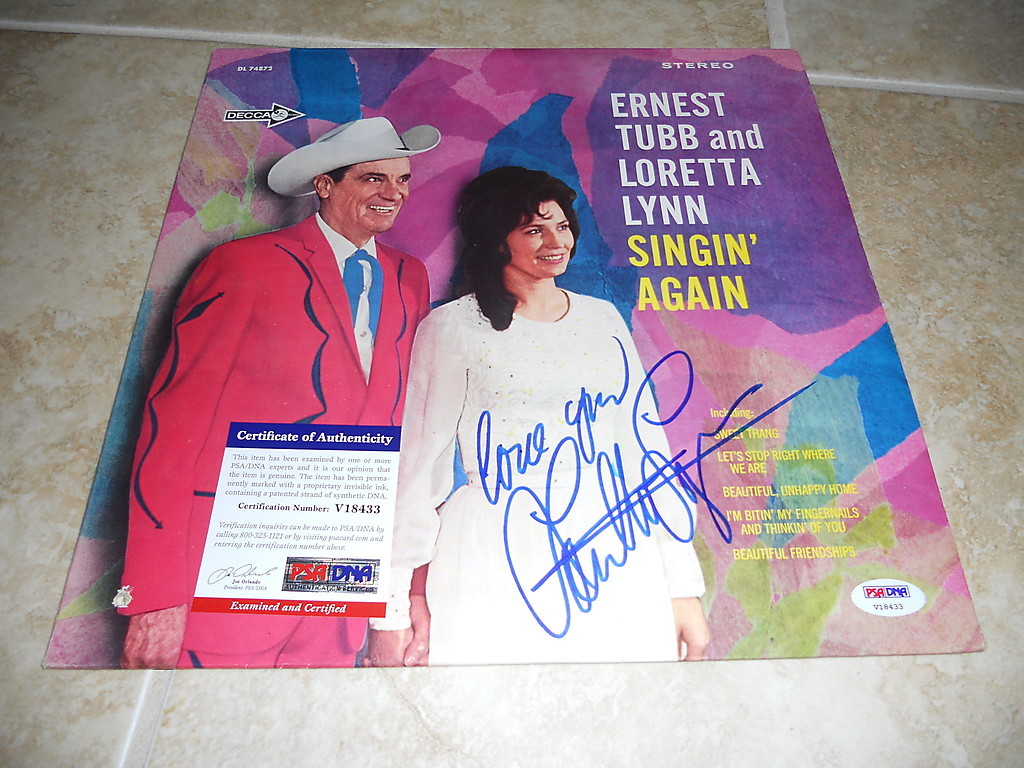 DL 74872
STEREO
DECCA
ERNEST
TUBB and
LORETTA
LYNN
SINGIN'
AGAIN
Including:
SWEET THANG
LET'S STOP RIGHT WHERE
WE ARE
BEAUTIFUL, UNHAPPY HOME
I'M BITIN' MY FINGERNAILS
AND THINKIN' OF YOU
BEAUTIFUL FRIENDSHIPS
love you
Loretta Lynn
Certificate of Authenticity
This item has been examined by one or more
PSA/DNA experts and it is our opinion that
the item is genuine. The item has been perma-
nently marked with a proprietary invisible ink,
containing a patented strand of synthetic DNA.
Certification Number: V18433
Verification inquiries can be made to PSA/DNA by
calling 800-325-1121 or by visiting psacard.com and
entering the certification number above.
Joe Orlando
President, PSA/DNA
PSA DNA
AUTHENTICATION SERVICES
Examined and Certified
PSA DNA
V18433